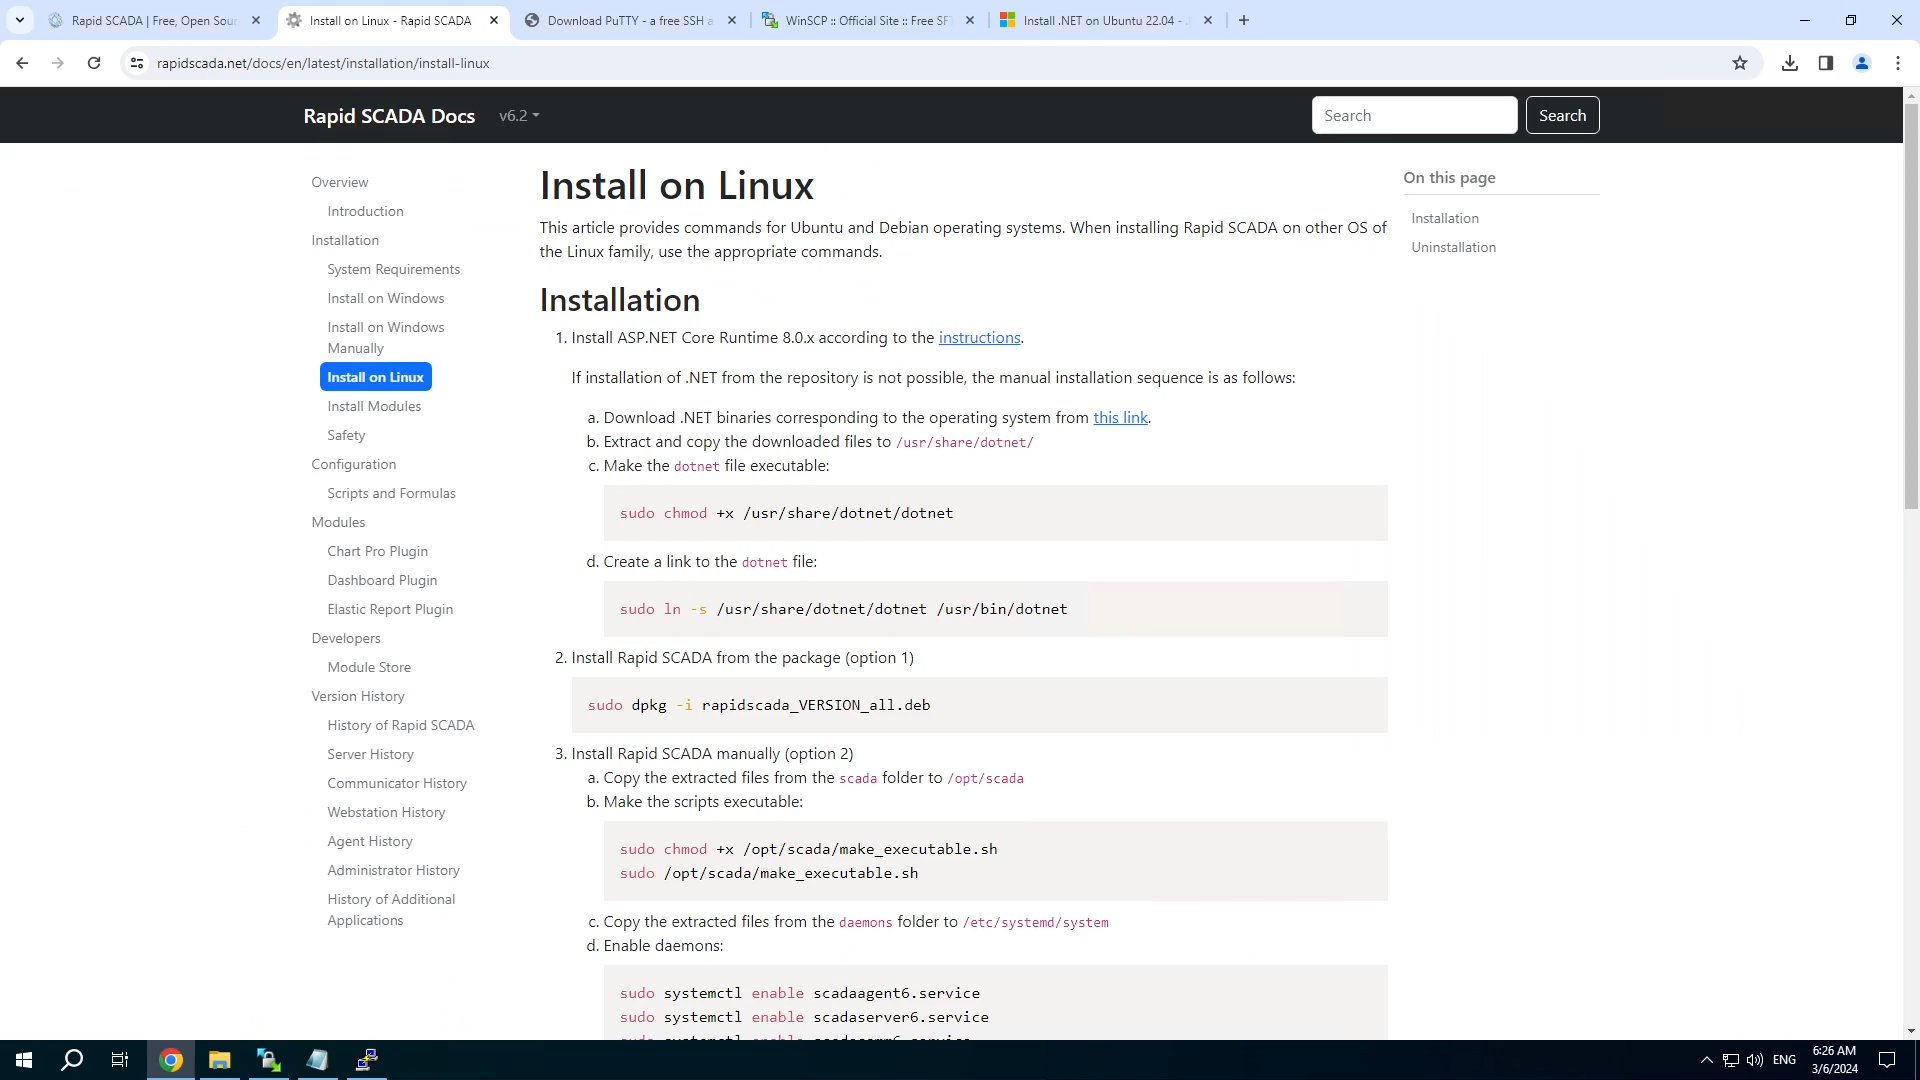 Rapid SCADA | Free, Open Sour
Install on Linux - Rapid SCADA
Download PuTTY - a free SSH a
WinSCP :: Official Site :: Free SFT
Install .NET on Ubuntu 22.04 -
rapidscada.net/docs/en/latest/installation/install-linux
Rapid SCADA Docs
v6.2
Search
Search
Overview
Introduction
Installation
System Requirements
Install on Windows
Install on Windows
Manually
Install on Linux
Install Modules
Safety
Configuration
Scripts and Formulas
Modules
Chart Pro Plugin
Dashboard Plugin
Elastic Report Plugin
Developers
Module Store
Version History
History of Rapid SCADA
Server History
Communicator History
Webstation History
Agent History
Administrator History
History of Additional
Applications
Install on Linux
This article provides commands for Ubuntu and Debian operating systems. When installing Rapid SCADA on other OS of
the Linux family, use the appropriate commands.
Installation
1. Install ASP.NET Core Runtime 8.0.x according to the instructions.
If installation of .NET from the repository is not possible, the manual installation sequence is as follows:
a. Download .NET binaries corresponding to the operating system from this link.
b. Extract and copy the downloaded files to /usr/share/dotnet/
c. Make the dotnet file executable:
sudo chmod +x /usr/share/dotnet/dotnet
d. Create a link to the dotnet file:
sudo ln -s /usr/share/dotnet/dotnet /usr/bin/dotnet
2. Install Rapid SCADA from the package (option 1)
sudo dpkg -i rapidscada_VERSION_all.deb
3. Install Rapid SCADA manually (option 2)
a. Copy the extracted files from the scada folder to /opt/scada
b. Make the scripts executable:
sudo chmod +x /opt/scada/make_executable.sh
sudo /opt/scada/make_executable.sh
c. Copy the extracted files from the daemons folder to /etc/systemd/system
d. Enable daemons:
sudo systemctl enable scadaagent6.service
sudo systemctl enable scadaserver6.service
On this page
Installation
Uninstallation
ENG
6:26 AM
3/6/2024